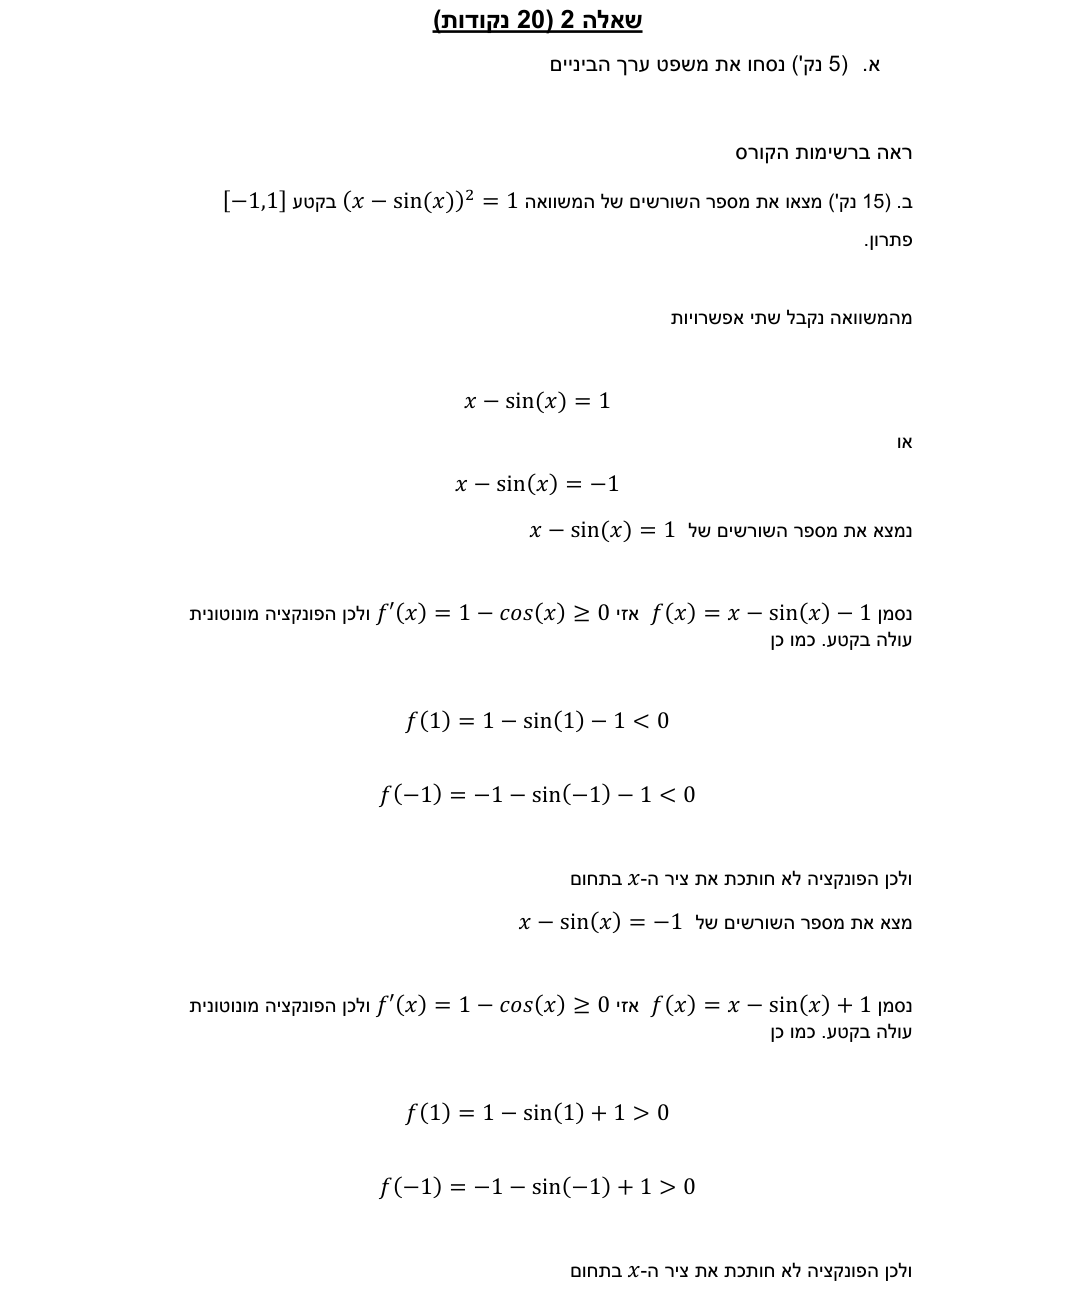 שאלה 2 (20 נקודות)
א. (5 נק') נסחו את משפט ערך הביניים
ראה ברשימות הקורס
ב. (15 נק') מצאו את מספר השורשים של המשוואה (x − sin(x))² = 1 בקטע [−1,1]
פתרון.
מהמשוואה נקבל שתי אפשרויות
x − sin(x) = 1
או
x − sin(x) = −1
נמצא את מספר השורשים של x − sin(x) = 1
נסמן f(x) = x − sin(x) − 1 אזי f′(x) = 1 − cos(x) ≥ 0 ולכן הפונקציה מונוטונית
עולה בקטע. כמו כן
f(1) = 1 − sin(1) − 1 < 0
f(−1) = −1 − sin(−1) − 1 < 0
ולכן הפונקציה לא חותכת את ציר ה-x בתחום
מצא את מספר השורשים של x − sin(x) = −1
נסמן f(x) = x − sin(x) + 1 אזי f′(x) = 1 − cos(x) ≥ 0 ולכן הפונקציה מונוטונית
עולה בקטע. כמו כן
f(1) = 1 − sin(1) + 1 > 0
f(−1) = −1 − sin(−1) + 1 > 0
ולכן הפונקציה לא חותכת את ציר ה-x בתחום